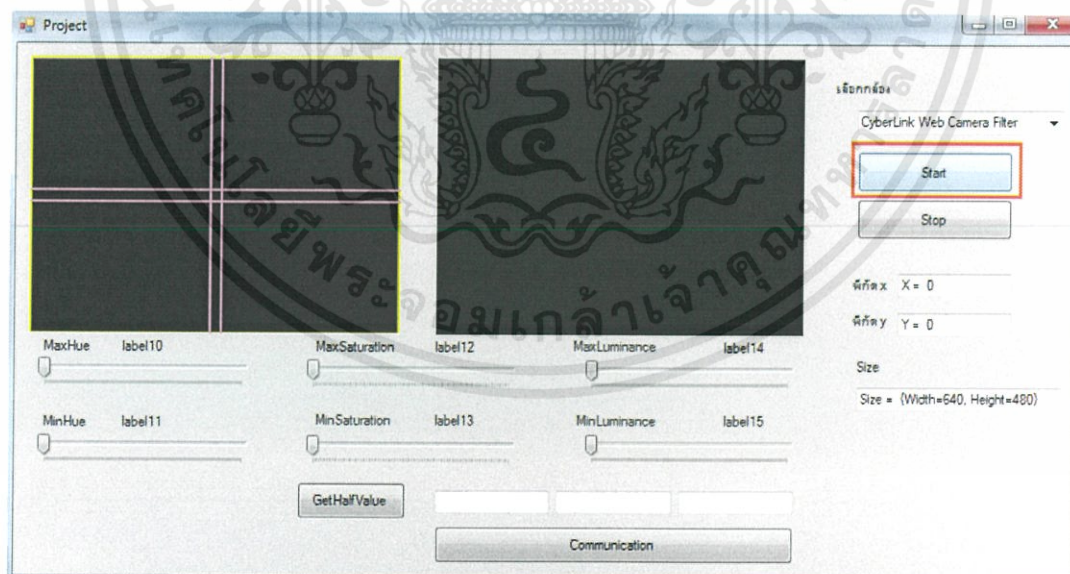 Project
เลือกกล้อง
CyberLink Web Camera Filter
Start
Stop
พิกัด x X = 0
พิกัด y Y = 0
Size
Size = {Width=640, Height=480}
MaxHue label10 MaxSaturation label12 MaxLuminance label14
MinHue label11 MinSaturation label13 MinLuminance label15
GetHalfValue
Communication